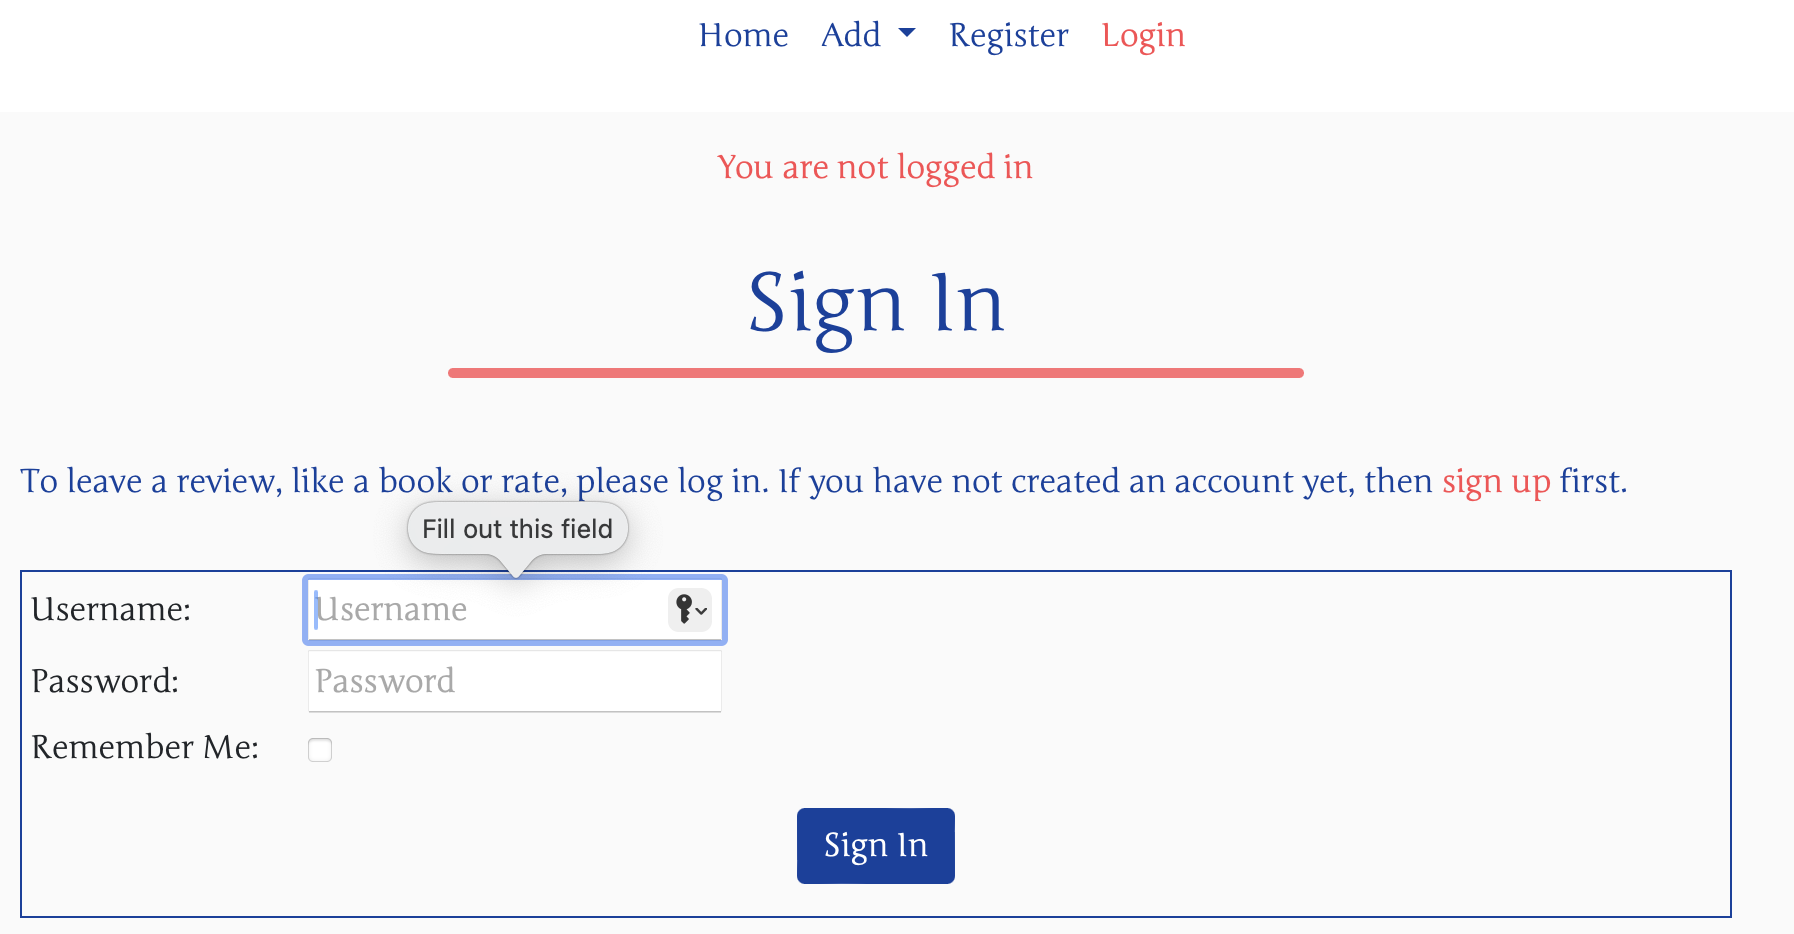 Home Add Register Login
You are not logged in
Sign In
To leave a review, like a book or rate, please log in. If you have not created an account yet, then sign up first.
Fill out this field
Username: Username
Password: Password
Remember Me:
Sign In